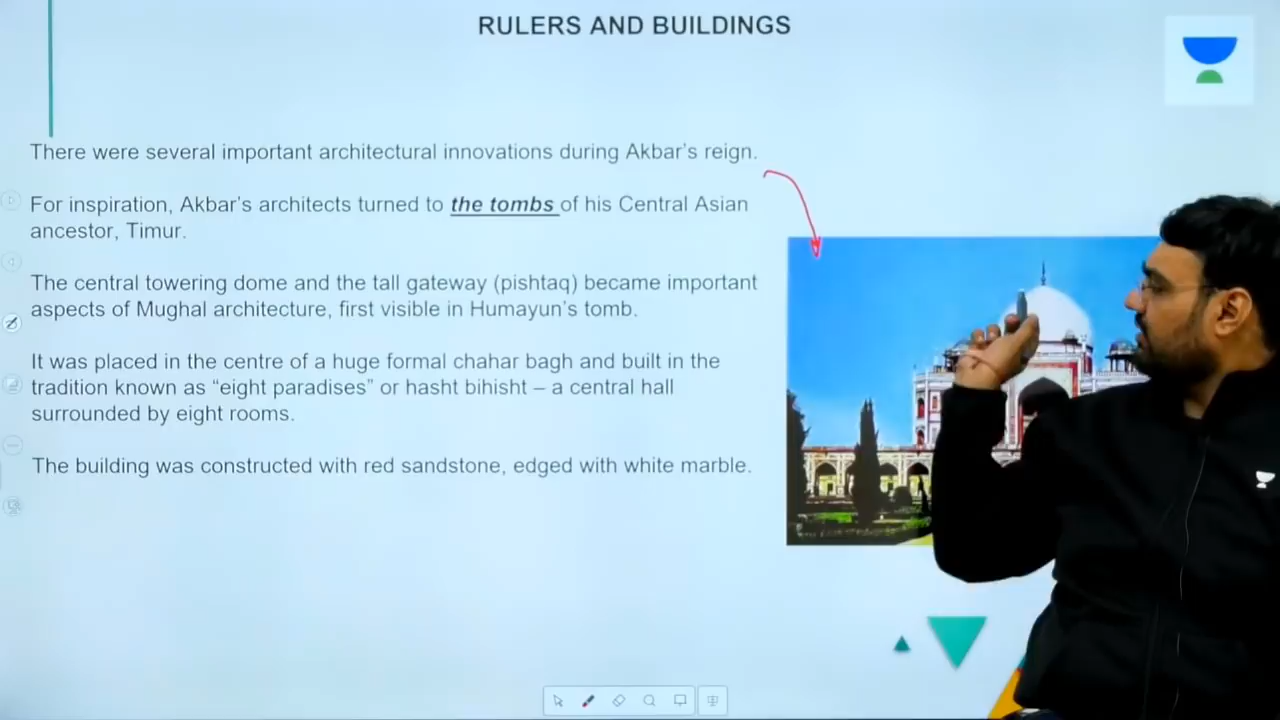 RULERS AND BUILDINGS
There were several important architectural innovations during Akbar's reign.
For inspiration, Akbar's architects turned to the tombs of his Central Asian
ancestor, Timur.
The central towering dome and the tall gateway (pishtaq) became important
aspects of Mughal architecture, first visible in Humayun's tomb.
It was placed in the centre of a huge formal chahar bagh and built in the
tradition known as “eight paradises” or hasht bihisht – a central hall
surrounded by eight rooms.
The building was constructed with red sandstone, edged with white marble.